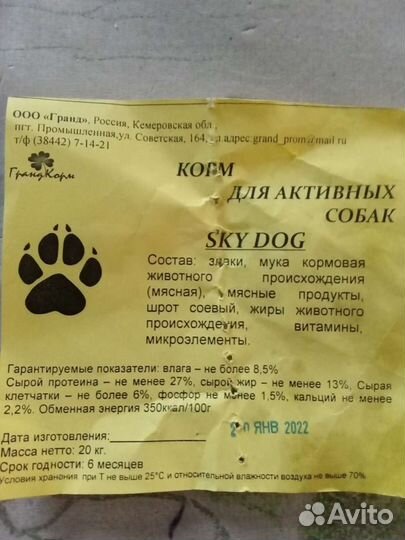 ООО «Гранд», Россия, Кемеровская обл.,
пгт. Промышленная,ул. Советская, 164, эл адрес grand_prom@mail ru
т/ф (38442) 7-14-21
ГрандКорм
КОРМ
ДЛЯ АКТИВНЫХ
СОБАК
SKY DOG
Состав: злаки, мука кормовая
животного происхождения
(мясная), мясные продукты,
шрот соевый, жиры животного
происхождения, витамины,
микроэлементы.
Гарантируемые показатели: влага – не более 8,5%
Сырой протеина – не менее 27%, сырой жир – не менее 13%, Сырая
клетчатки – не более 6%, фосфор не менее 1,5%, кальций не менее
2,2%. Обменная энергия 350ккал/100г
Дата изготовления:
20 ЯНВ 2022
Масса нетто: 20 кг.
Срок годности: 6 месяцев
Условия хранения при Т не выше 25°С и относительной влажности воздуха не выше 70%
Avito